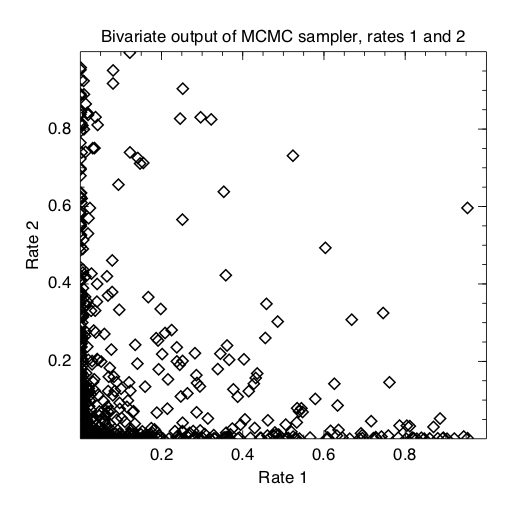 Bivariate output of MCMC sampler, rates 1 and 2
0.8
0.6
0.4
0.2
Rate 2
0.2 0.4 0.6 0.8
Rate 1